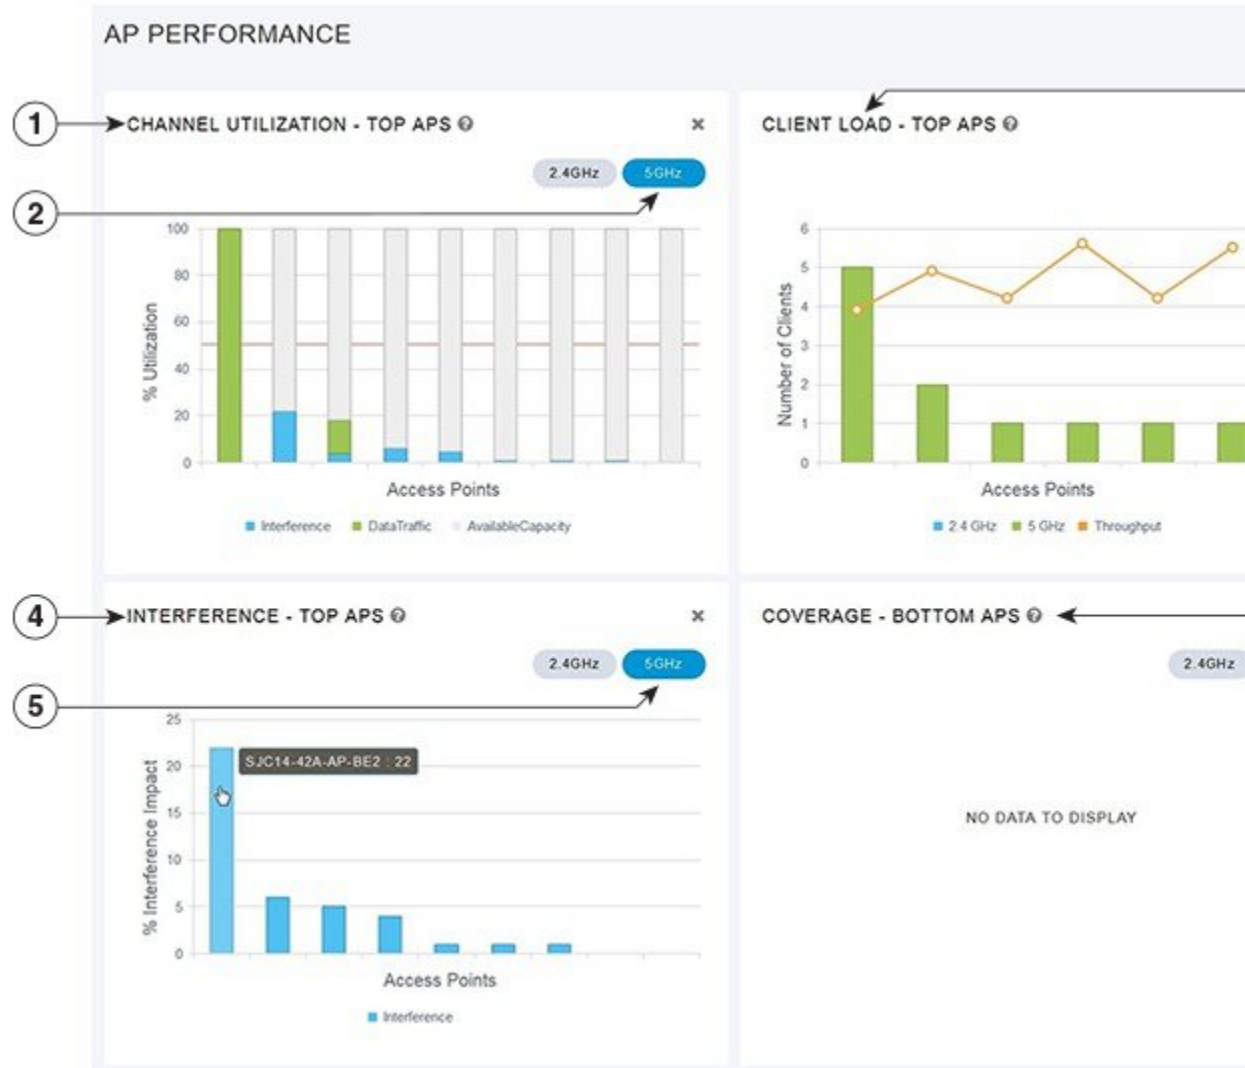 AP PERFORMANCE
1
CHANNEL UTILIZATION - TOP APS ?
2.4GHz 5GHz
2
% Utilization
100
80
60
40
20
0
Access Points
Interference DataTraffic AvailableCapacity
CLIENT LOAD - TOP APS ?
Number of Clients
6
5
4
3
2
1
0
Access Points
2.4 GHz 5 GHz Throughput
4
INTERFERENCE - TOP APS ?
2.4GHz 5GHz
5
% Interference Impact
25
20
15
10
5
0
SJC14-42A-AP-BE2 : 22
Access Points
Interference
COVERAGE - BOTTOM APS ?
2.4GHz
NO DATA TO DISPLAY